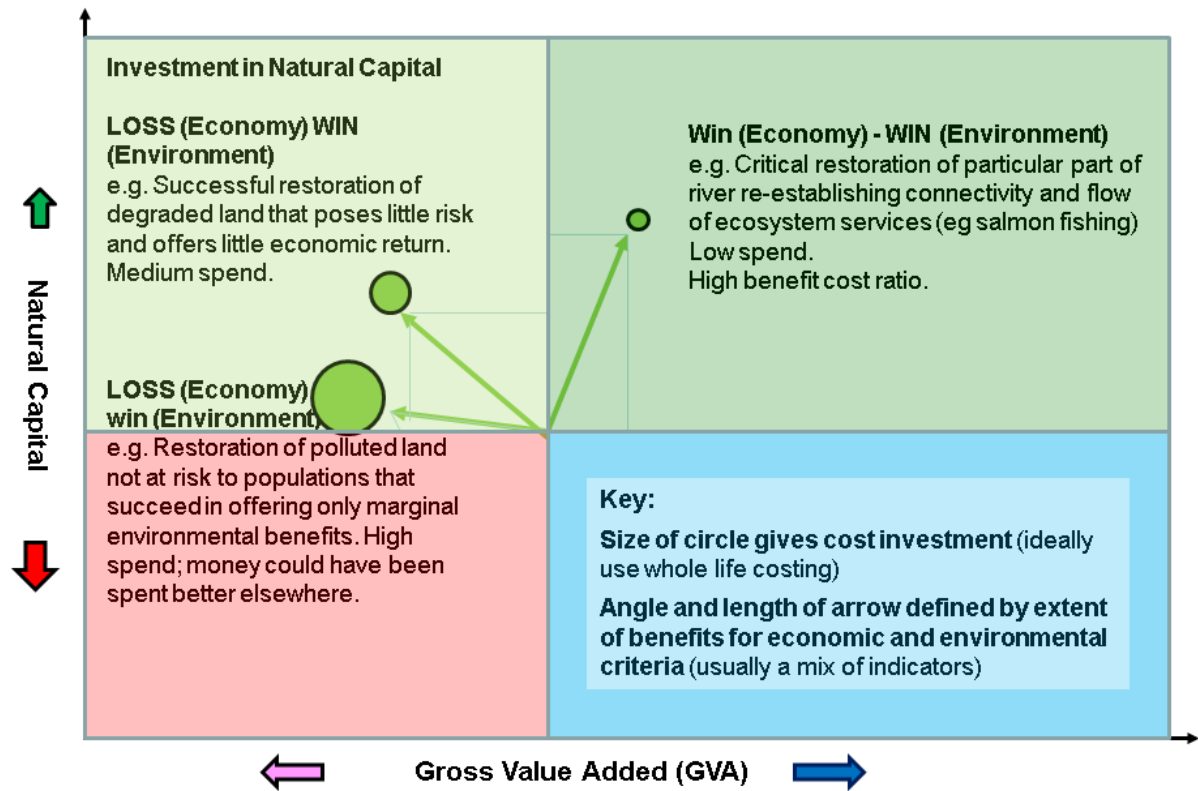 Investment in Natural Capital
LOSS (Economy) WIN
(Environment)
e.g. Successful restoration of
degraded land that poses little risk
and offers little economic return.
Medium spend.
LOSS (Economy)
win (Environment)
e.g. Restoration of polluted land
not at risk to populations that
succeed in offering only marginal
environmental benefits. High
spend; money could have been
spent better elsewhere.
Win (Economy) - WIN (Environment)
e.g. Critical restoration of particular part of
river re-establishing connectivity and flow
of ecosystem services (eg salmon fishing)
Low spend.
High benefit cost ratio.
Key:
Size of circle gives cost investment (ideally
use whole life costing)
Angle and length of arrow defined by extent
of benefits for economic and environmental
criteria (usually a mix of indicators)
Natural Capital
Gross Value Added (GVA)